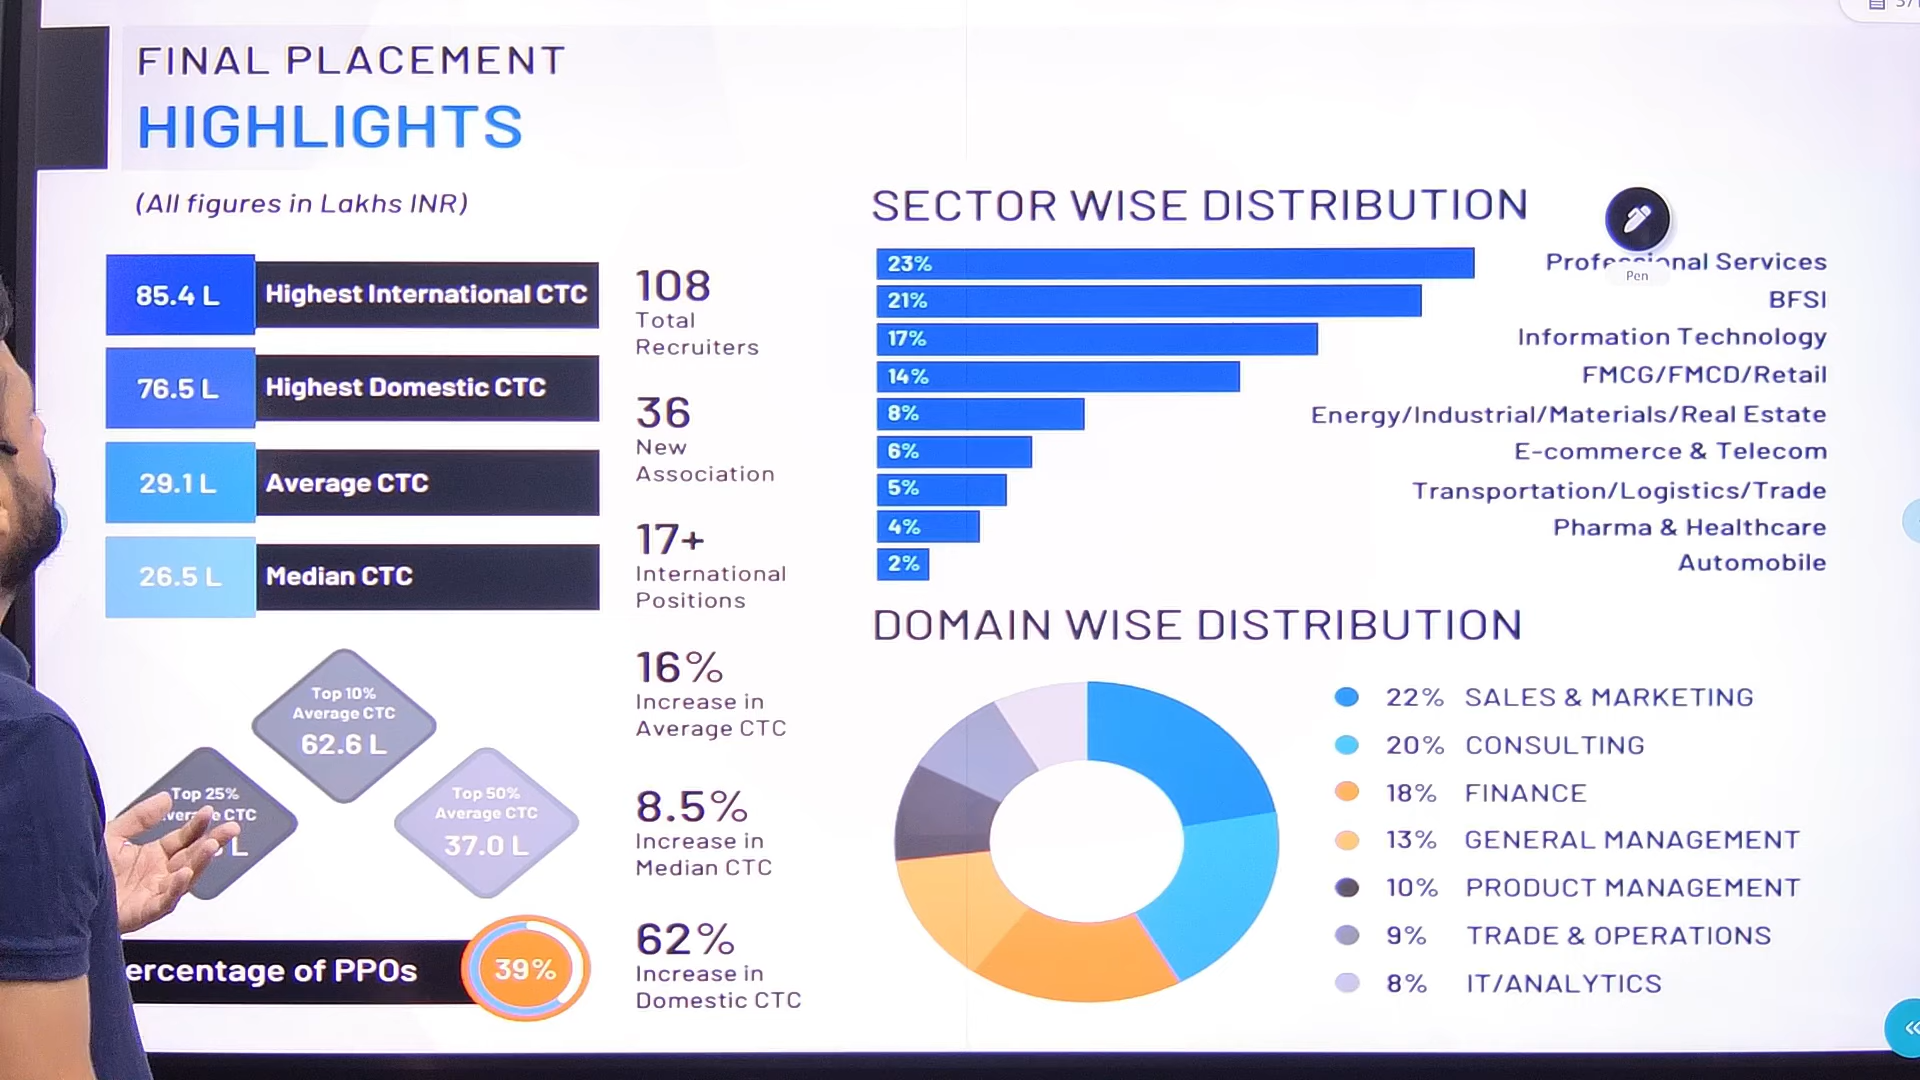 FINAL PLACEMENT
HIGHLIGHTS
(All figures in Lakhs INR)
85.4 L Highest International CTC
76.5 L Highest Domestic CTC
29.1 L Average CTC
26.5 L Median CTC
Top 10%
Average CTC
62.6 L
Top 25%
CTC
L
Top 50%
Average CTC
37.0 L
of PPOs
39%
108
Total
Recruiters
36
New
Association
17+
International
Positions
16%
Increase in
Average CTC
8.5%
Increase in
Median CTC
62%
Increase in
Domestic CTC
SECTOR WISE DISTRIBUTION
Pen
23% Services
21% BFSI
17% Information Technology
14% FMCG/FMCD/Retail
8% Energy/Industrial/Materials/Real Estate
6% E-commerce & Telecom
5% Transportation/Logistics/Trade
4% Pharma & Healthcare
2% Automobile
DOMAIN WISE DISTRIBUTION
22% SALES & MARKETING
20% CONSULTING
18% FINANCE
13% GENERAL MANAGEMENT
10% PRODUCT MANAGEMENT
9% TRADE & OPERATIONS
8% IT/ANALYTICS